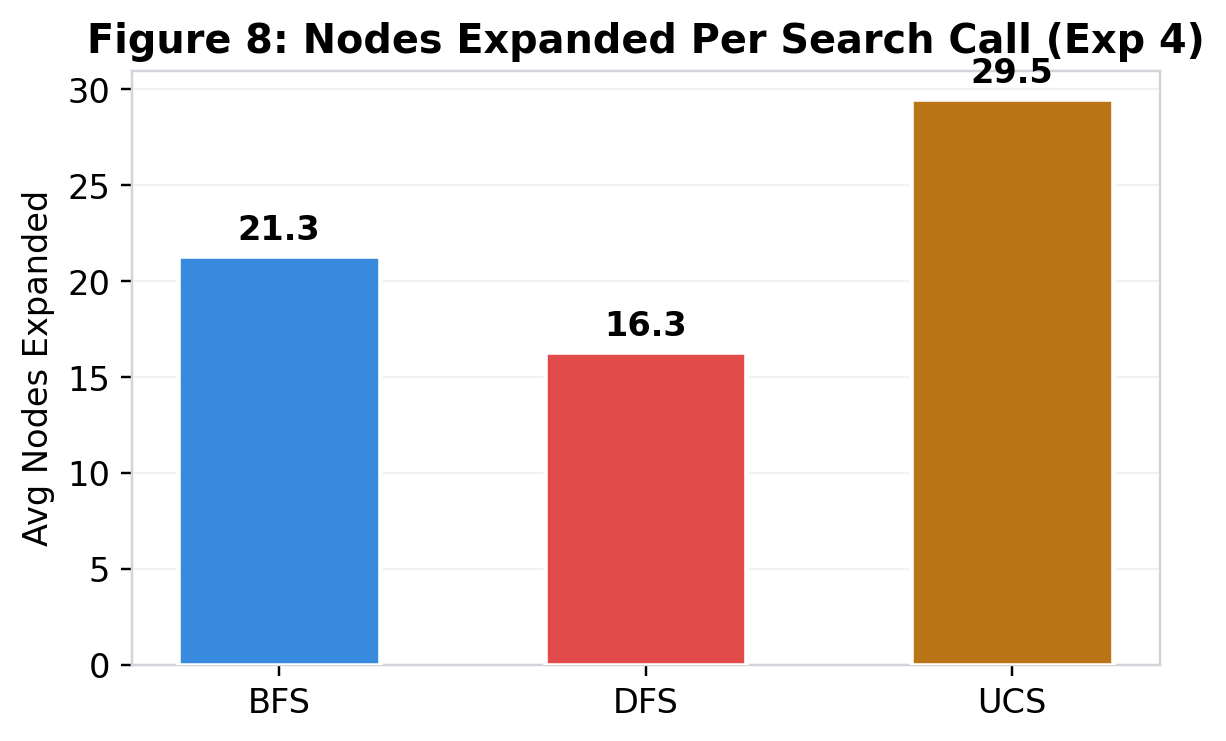 Figure 8: Nodes Expanded Per Search Call (Exp 4)
29.5
30
25
21.3
20
16.3
15
10
5
0
Avg Nodes Expanded
BFS
DFS
UCS